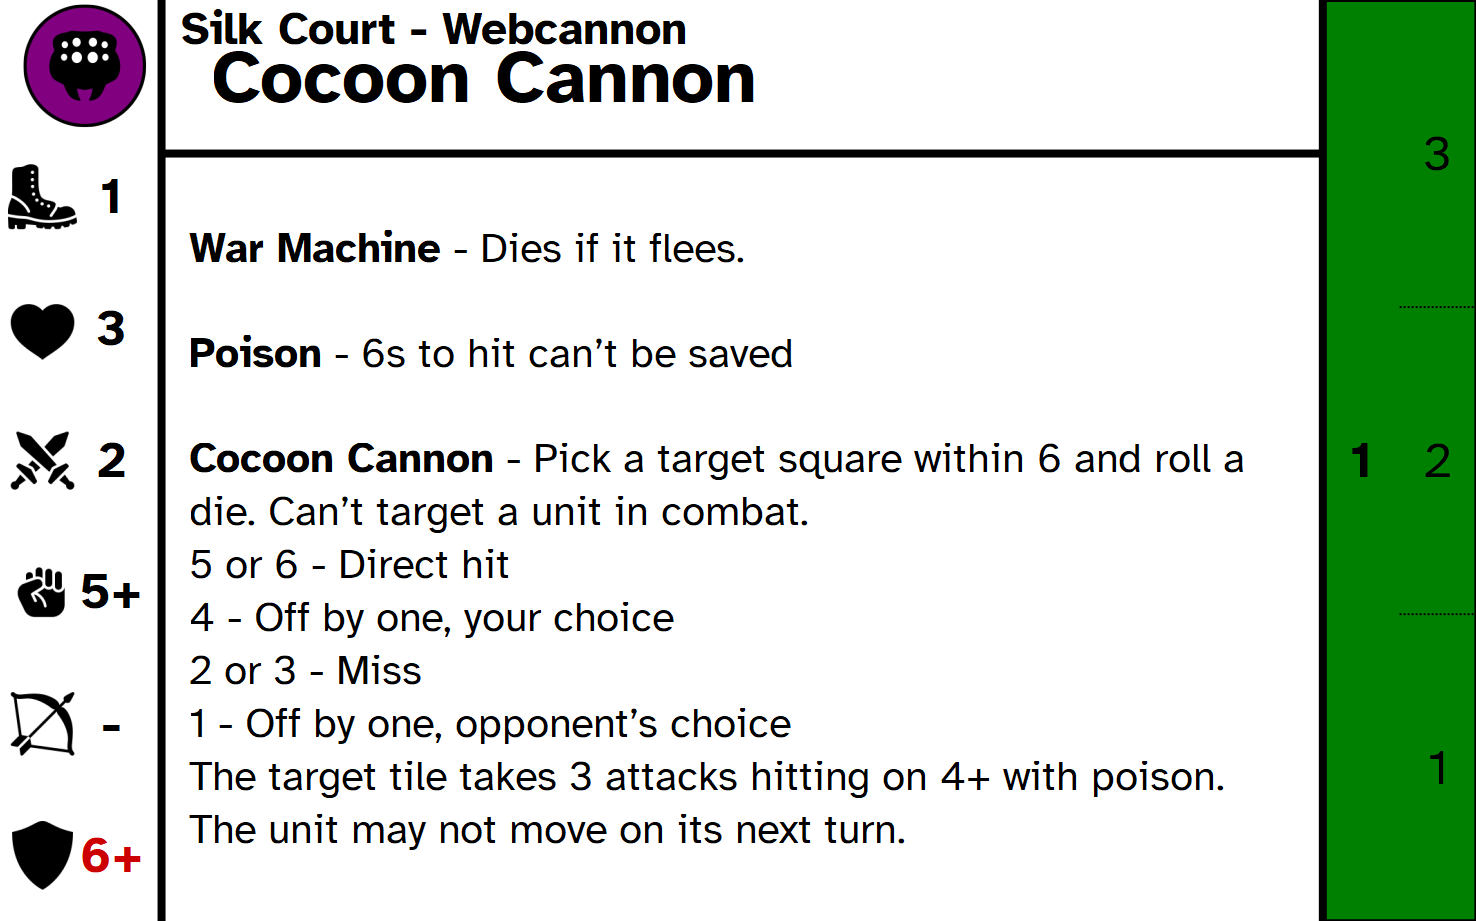 Silk Court - Webcannon
Cocoon Cannon
1
3
2
5+
-
6+
War Machine - Dies if it flees.
Poison - 6s to hit can’t be saved
Cocoon Cannon - Pick a target square within 6 and roll a
die. Can’t target a unit in combat.
5 or 6 - Direct hit
4 - Off by one, your choice
2 or 3 - Miss
1 - Off by one, opponent’s choice
The target tile takes 3 attacks hitting on 4+ with poison.
The unit may not move on its next turn.
3
1 2
1